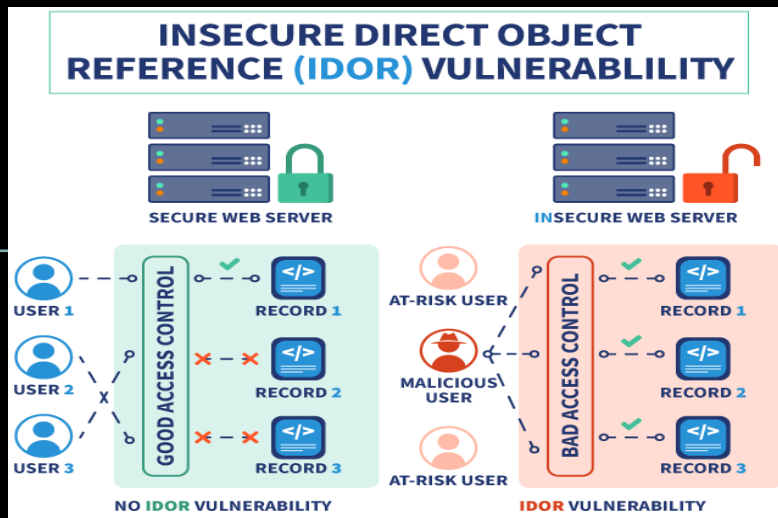 INSECURE DIRECT OBJECT
REFERENCE (IDOR) VULNERABLILITY
SECURE WEB SERVER
USER 1
USER 2
USER 3
GOOD ACCESS CONTROL
</>
RECORD 1
</>
RECORD 2
</>
RECORD 3
NO IDOR VULNERABILITY
INSECURE WEB SERVER
AT-RISK USER
MALICIOUS
USER
AT-RISK USER
BAD ACCESS CONTROL
</>
RECORD 1
</>
RECORD 2
</>
RECORD 3
IDOR VULNERABILITY